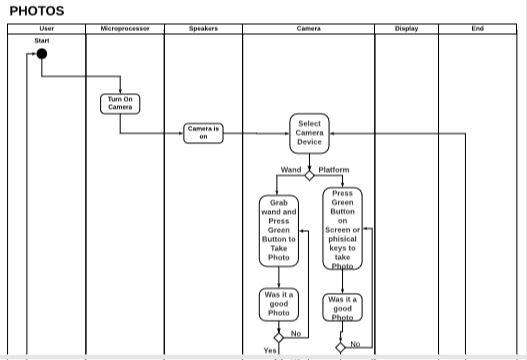 PHOTOS
User Microprocessor Speakers Camera Display End
Start
Turn On
Camera
Camera is
on
Select
Camera
Device
Wand Platform
Grab
wand and
Press
Green
Button to
Take
Photo
Press
Green
Button
on
Screen or
phisical
keys to
take
Photo
Was it a
good
Photo
Was it a
good
Photo
No
No
Yes